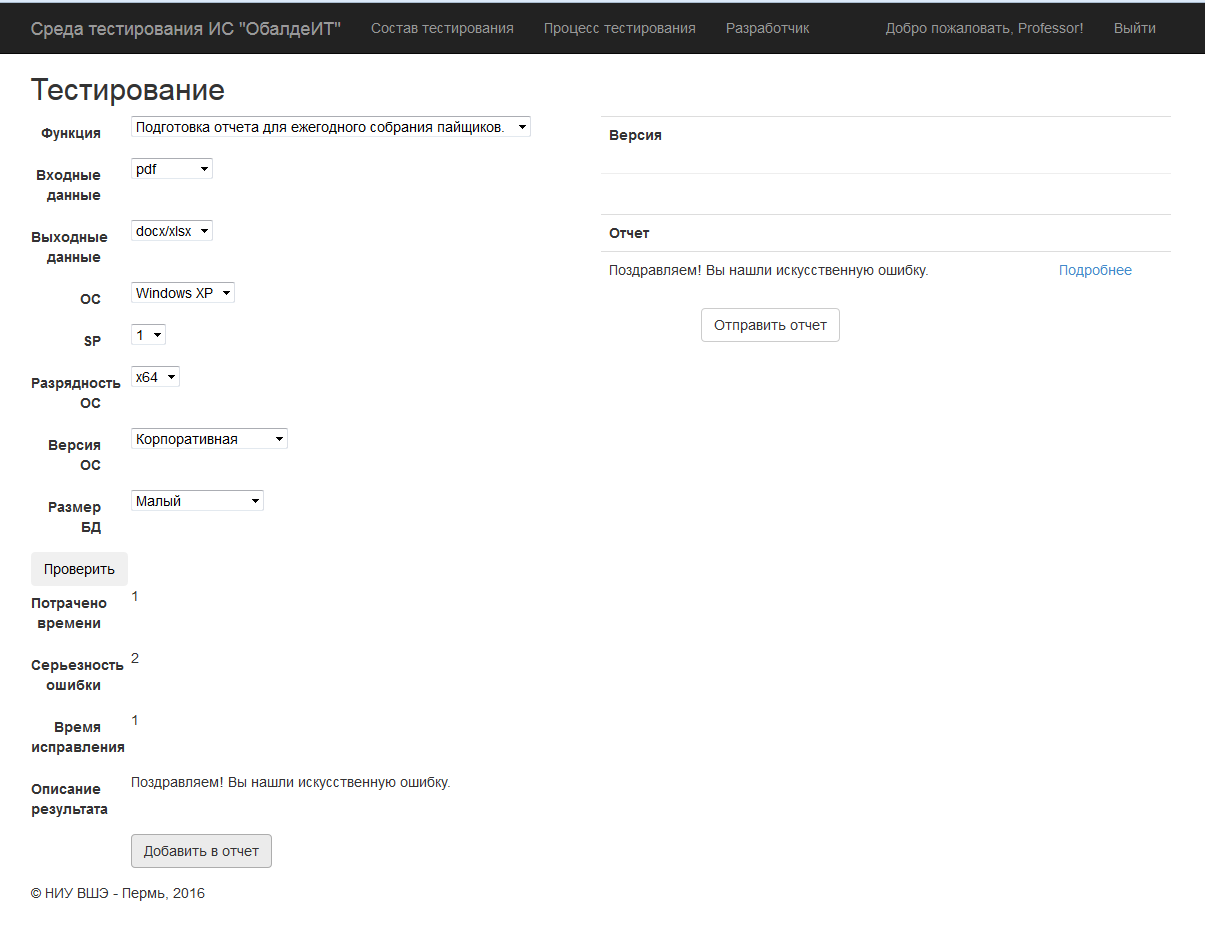 Среда тестирования ИС "ОбалдеИТ" Состав тестирования Процесс тестирования Разработчик Добро пожаловать, Professor! Выйти
Тестирование
Функция Подготовка отчета для ежегодного собрания пайщиков.
Входные
данные
pdf
Выходные
данные
docx/xlsx
ОС Windows XP
SP 1
Разрядность
ОС
x64
Версия
ОС
Корпоративная
Размер
БД
Малый
Проверить
Потрачено
времени
1
Серьезность
ошибки
2
Время
исправления
1
Описание
результата
Поздравляем! Вы нашли искусственную ошибку.
Добавить в отчет
Версия
Отчет
Поздравляем! Вы нашли искусственную ошибку. Подробнее
Отправить отчет
© НИУ ВШЭ - Пермь, 2016